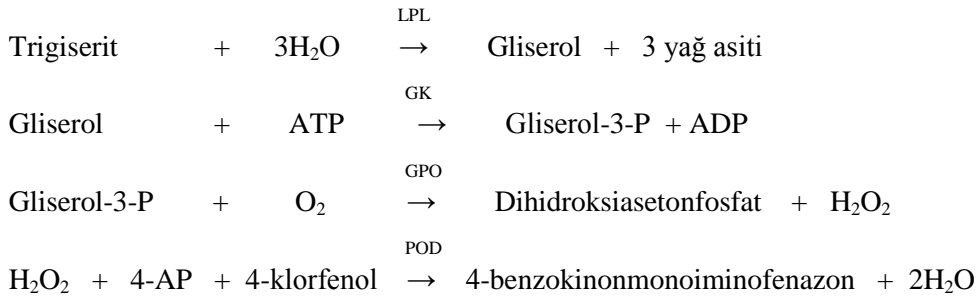 LPL
Trigiserit + 3H₂O → Gliserol + 3 yağ asiti
GK
Gliserol + ATP → Gliserol-3-P + ADP
GPO
Gliserol-3-P + O₂ → Dihidroksiasetonfosfat + H₂O₂
POD
H₂O₂ + 4-AP + 4-klorfenol → 4-benzokinonmonoiminofenazon + 2H₂O